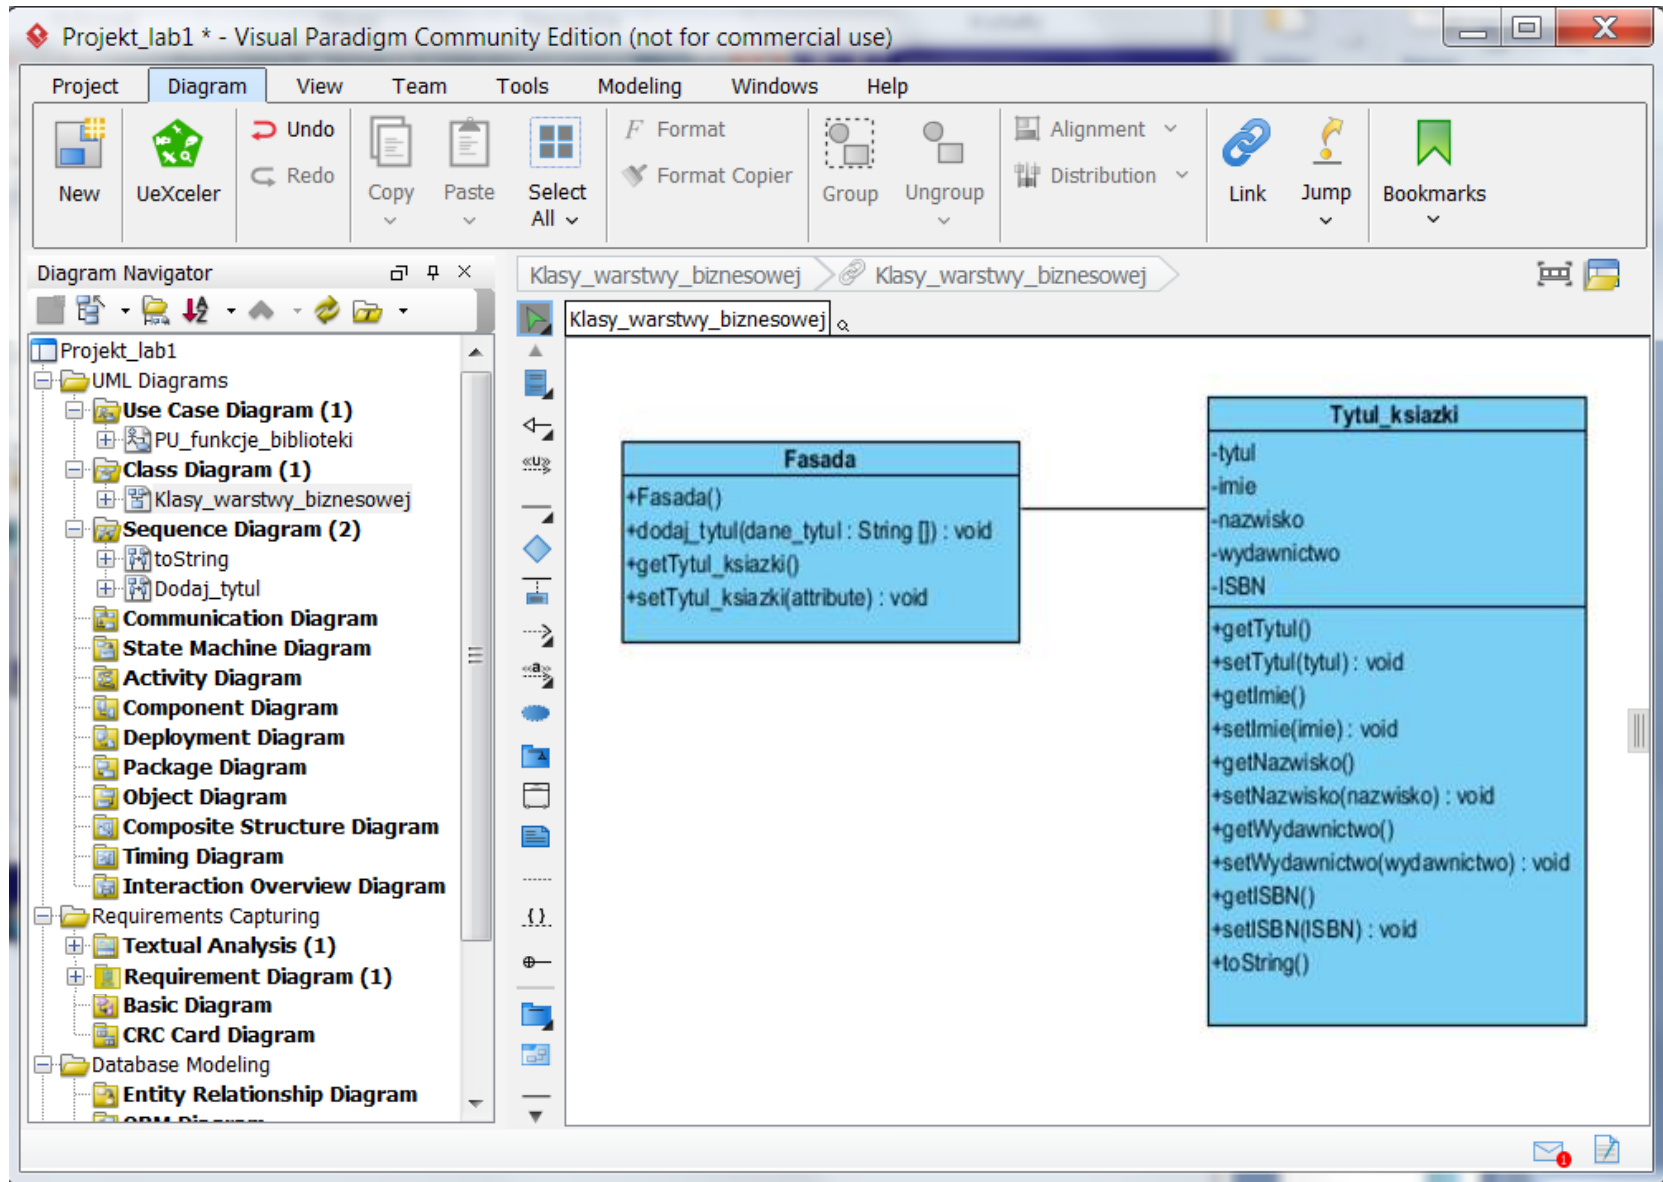 Projekt_lab1 * - Visual Paradigm Community Edition (not for commercial use)
Project Diagram View Team Tools Modeling Windows Help
New
UeXceler
Undo
Redo
Copy
Paste
Select All
Format
Format Copier
Group
Ungroup
Alignment
Distribution
Link
Jump
Bookmarks
Diagram Navigator
Projekt_lab1
UML Diagrams
Use Case Diagram (1)
PU_funkcje_biblioteki
Class Diagram (1)
Klasy_warstwy_biznesowej
Sequence Diagram (2)
toString
Dodaj_tytul
Communication Diagram
State Machine Diagram
Activity Diagram
Component Diagram
Deployment Diagram
Package Diagram
Object Diagram
Composite Structure Diagram
Timing Diagram
Interaction Overview Diagram
Requirements Capturing
Textual Analysis (1)
Requirement Diagram (1)
Basic Diagram
CRC Card Diagram
Database Modeling
Entity Relationship Diagram
Klasy_warstwy_biznesowej Klasy_warstwy_biznesowej
Klasy_warstwy_biznesowej
«U»
«a»
{}
Fasada
+Fasada()
+dodaj_tytul(dane_tytul : String []) : void
+getTytul_ksiazki()
+setTytul_ksiazki(attribute) : void
Tytul_ksiazki
-tytul
-imie
-nazwisko
-wydawnictwo
-ISBN
+getTytul()
+setTytul(tytul) : void
+getImie()
+setImie(imie) : void
+getNazwisko()
+setNazwisko(nazwisko) : void
+getWydawnictwo()
+setWydawnictwo(wydawnictwo) : void
+getISBN()
+setISBN(ISBN) : void
+toString()
1